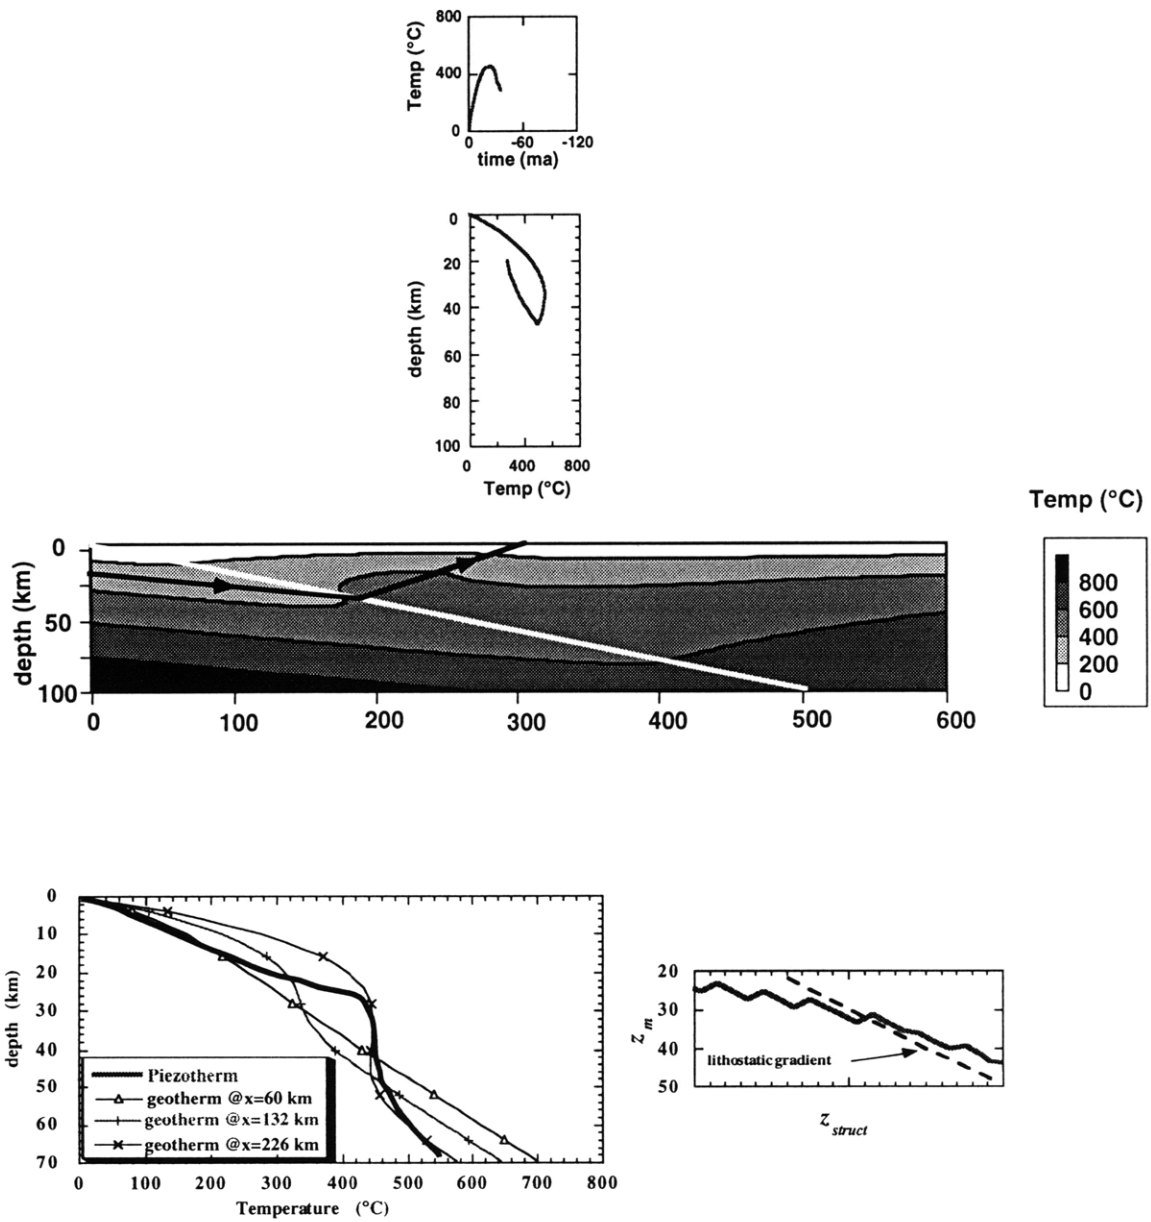 800
400
0
Temp (°C)
0 -60 -120
time (ma)
0
20
40
60
80
100
depth (km)
0 400 800
Temp (°C)
Temp (°C)
800
600
400
200
0
0
50
100
depth (km)
0 100 200 300 400 500 600
0
10
20
30
40
50
60
70
depth (km)
Piezotherm
geotherm @x=60 km
geotherm @x=132 km
geotherm @x=226 km
0 100 200 300 400 500 600 700 800
Temperature (°C)
20
30
40
50
z_m
lithostatic gradient
z_struct